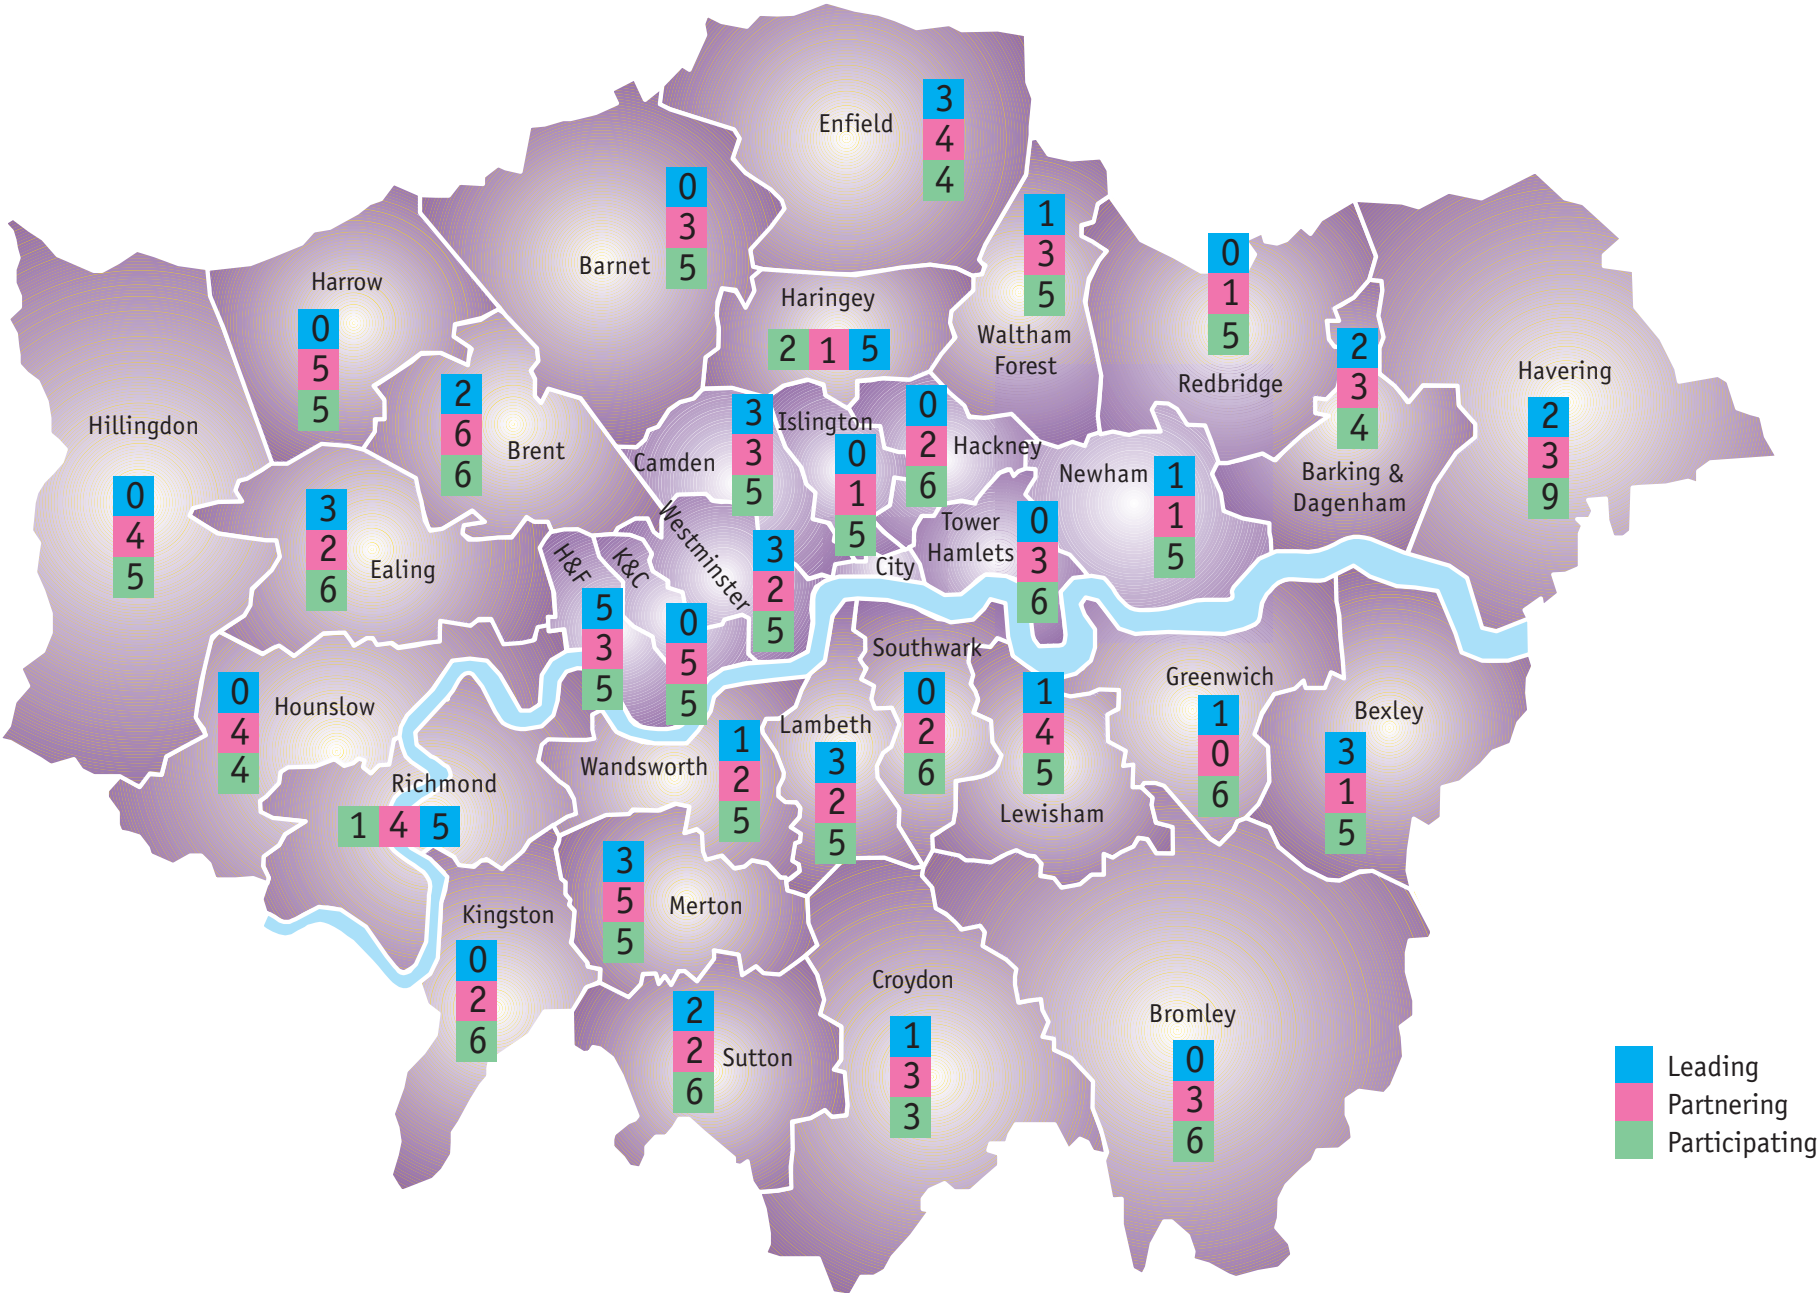 Enfield
3
4
4
Barnet
0
3
5
Harrow
0
5
5
Haringey
2 1 5
1
3
5
Waltham
Forest
0
1
5
Redbridge
2
3
4
Barking &
Dagenham
Havering
2
3
9
Hillingdon
0
4
5
2
6
6
Brent
3
2
6
Ealing
Camden
3
3
5
Islington
0
1
5
0
2
6
Hackney
Newham
1
1
5
Tower
Hamlets
0
3
6
City
Westminster
3
2
5
H&F
5
3
5
K&C
0
5
5
Hounslow
0
4
4
Richmond
1 4 5
Wandsworth
1
2
5
Lambeth
3
2
5
Southwark
0
2
6
1
4
5
Lewisham
Greenwich
1
0
6
Bexley
3
1
5
Kingston
0
2
6
3
5
5
Merton
2
2
6
Sutton
Croydon
1
3
3
Bromley
0
3
6
Leading
Partnering
Participating